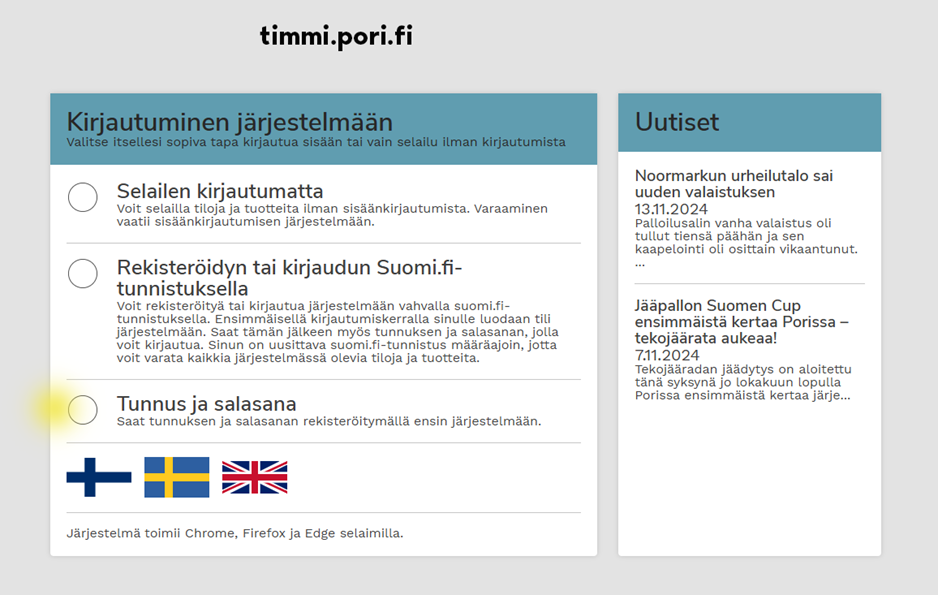 timmi.pori.fi
Kirjautuminen järjestelmään
Valitse itsellesi sopiva tapa kirjautua sisään tai vain selailu ilman kirjautumista
Selailen kirjautumatta
Voit selailla tiloja ja tuotteita ilman sisäänkirjautumista. Varaaminen
vaatii sisäänkirjautumisen järjestelmään.
Rekisteröidyn tai kirjaudun Suomi.fi-
tunnistuksella
Voit rekisteröityä tai kirjautua järjestelmään vahvalla suomi.fi-
tunnistuksella. Ensimmäisellä kirjautumiskerralla sinulle luodaan tili
järjestelmään. Saat tämän jälkeen myös tunnuksen ja salasanan, jolla
voit kirjautua. Sinun on uusittava suomi.fi-tunnistus määräajoin, jotta
voit varata kaikkia järjestelmässä olevia tiloja ja tuotteita.
Tunnus ja salasana
Saat tunnuksen ja salasanan rekisteröitymällä ensin järjestelmään.
Järjestelmä toimii Chrome, Firefox ja Edge selaimilla.
Uutiset
Noormarkun urheilutalo sai
uuden valaistuksen
13.11.2024
Palloilusalin vanha valaistus oli
tullut tiensä päähän ja sen
kaapelointi oli osittain vikaantunut.
...
Jääpallon Suomen Cup
ensimmäistä kertaa Porissa –
tekojäärata aukeaa!
7.11.2024
Tekojääradan jäädytys on aloitettu
tänä syksynä jo lokakuun lopulla
Porissa ensimmäistä kertaa järje...